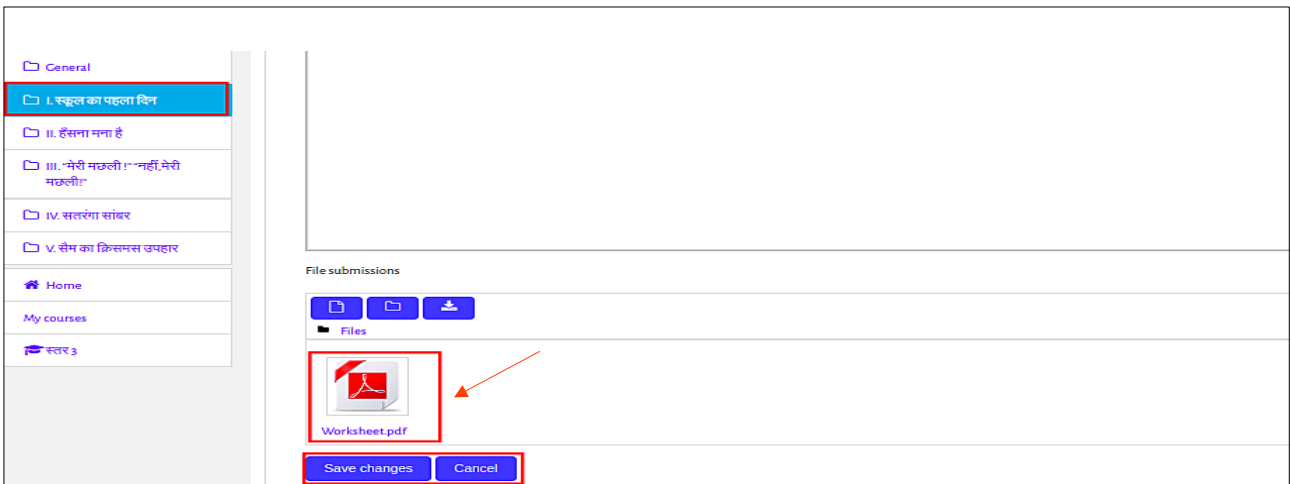 General
I. स्कूल का पहला दिन
II. हँसना मना है
III. "मेरी मछली !" "नहीं,मेरी
मछली!"
IV. सतरंगा सांबर
V. सैम का क्रिसमस उपहार
Home
My courses
स्तर 3
File submissions
Files
Worksheet.pdf
Save changes
Cancel